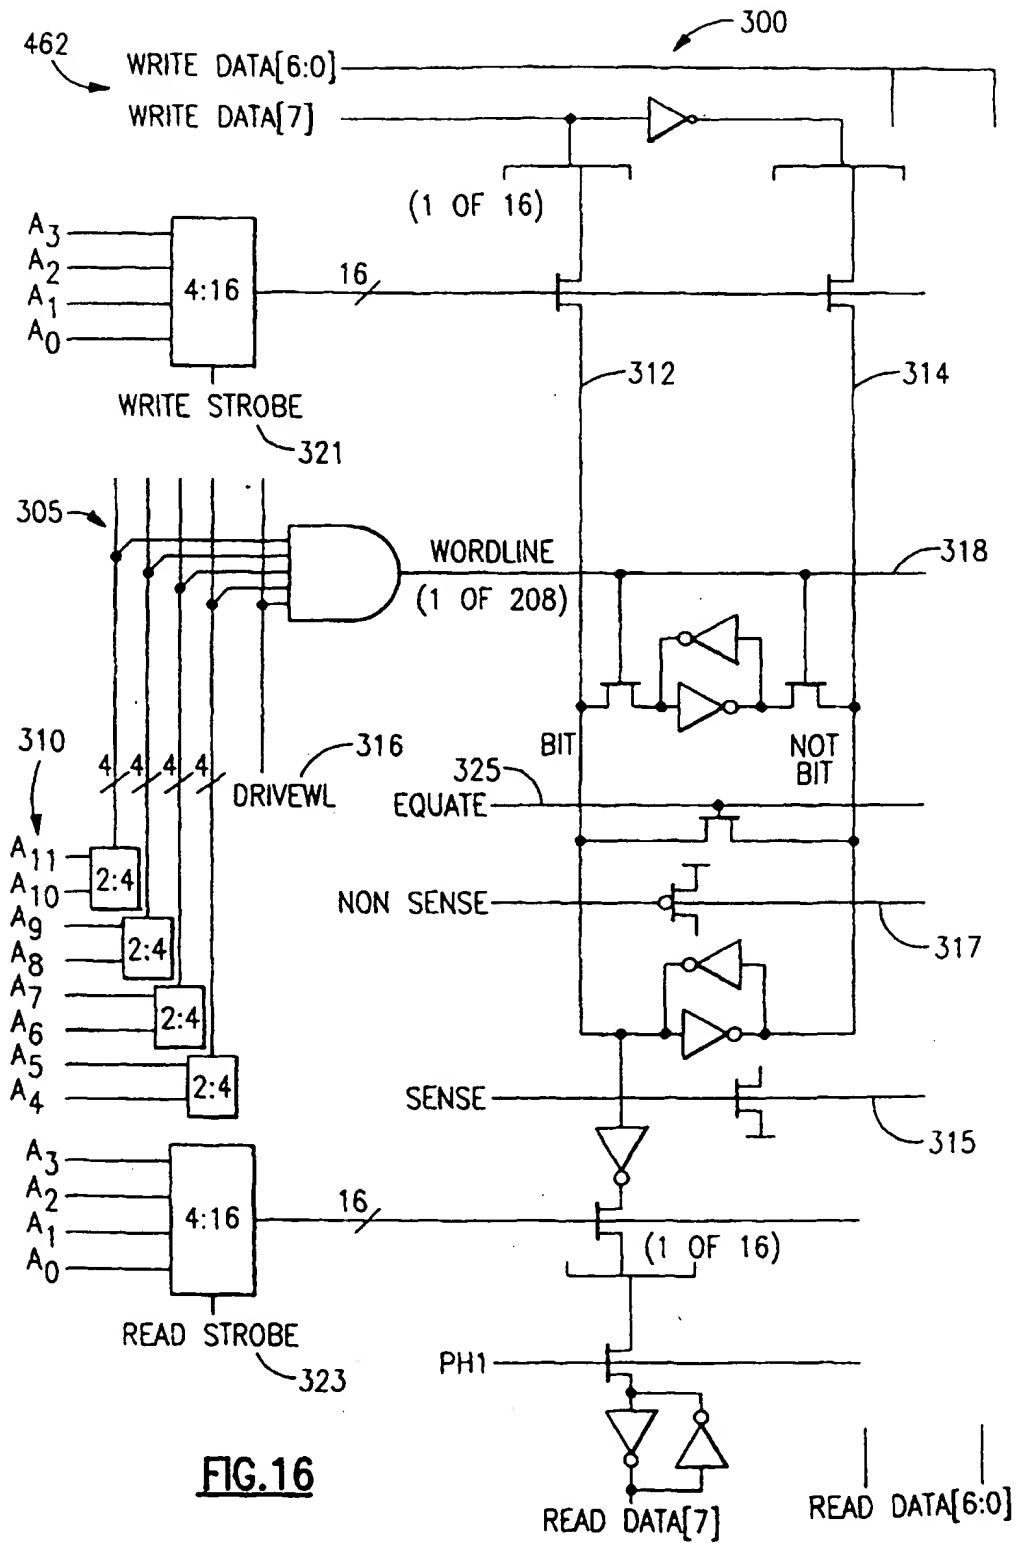 300
462
WRITE DATA[6:0]
WRITE DATA[7]
(1 OF 16)
A3
A2
A1
A0
4:16
16
WRITE STROBE
321
312
314
305
WORDLINE
(1 OF 208)
318
310
4 4 4 4
DRIVEWL
316
BIT
NOT
BIT
325
EQUATE
A11
A10
2:4
A9
A8
2:4
NON SENSE
317
A7
A6
2:4
A5
A4
2:4
SENSE
315
A3
A2
A1
A0
4:16
16
(1 OF 16)
READ STROBE
323
PH1
FIG.16
READ DATA[7]
READ DATA[6:0]